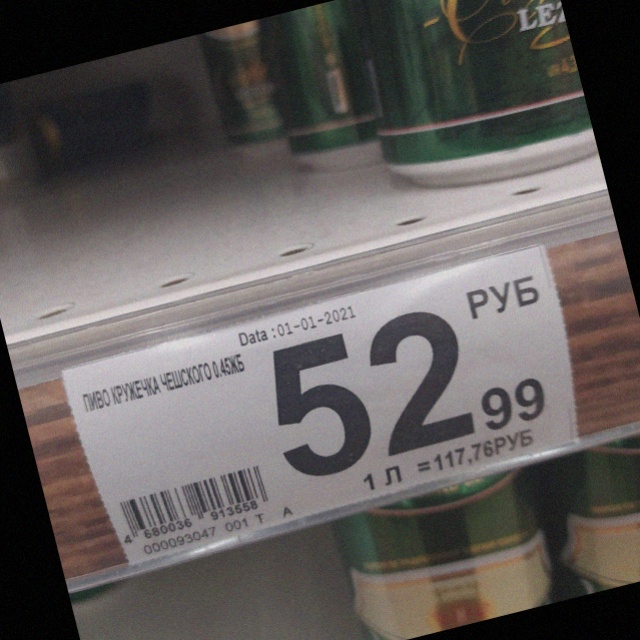 LEA
Data :01-01-2021
РУБ
ПИВО КРУЖЕЧКА ЧЕШСКОГО 0.45ЖБ
52 99
1 Л =117,76РУБ
4 680036 913558
000093047 001 Т А